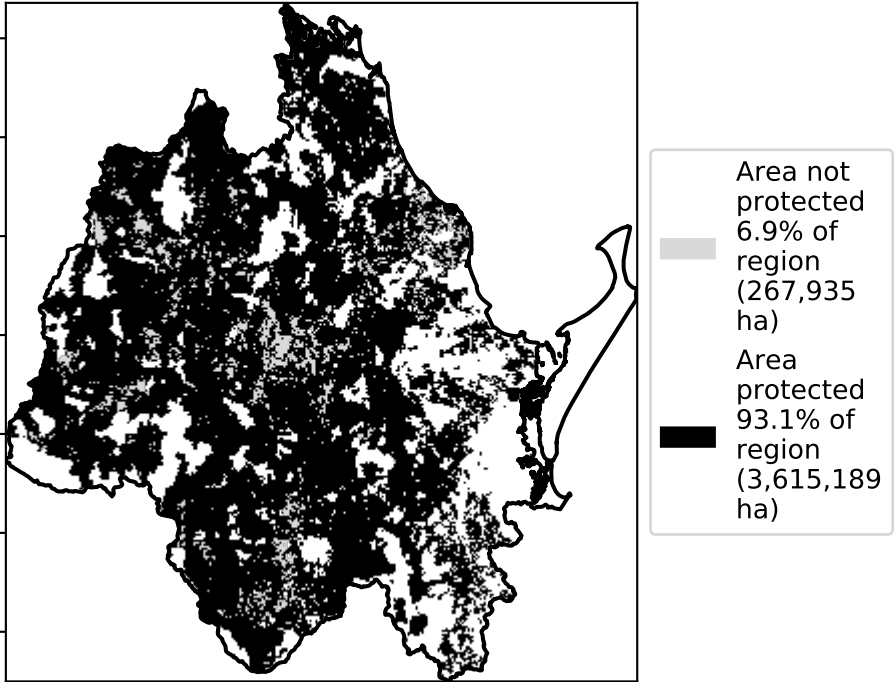 Area not
protected
6.9% of
region
(267,935
ha)
Area
protected
93.1% of
region
(3,615,189
ha)